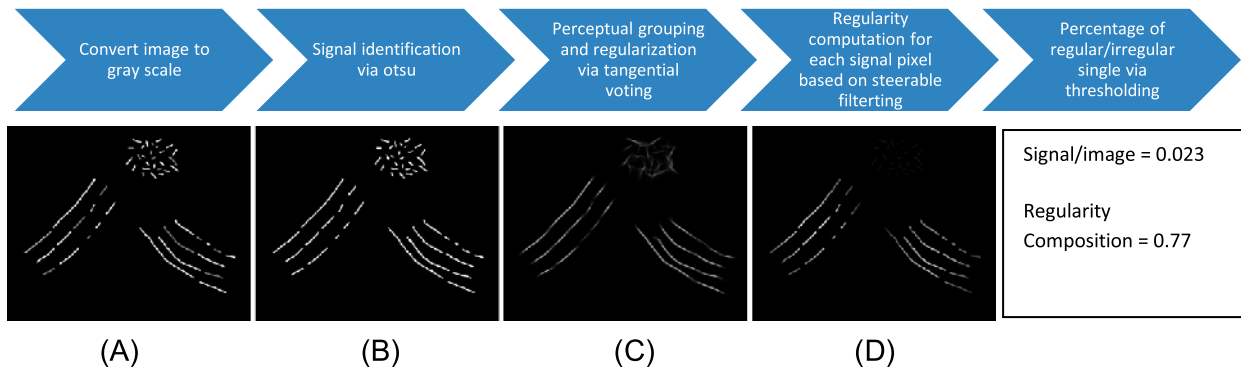 Convert image to
gray scale
Signal identification
via otsu
Perceptual grouping
and regularization
via tangential
voting
Regularity
computation for
each signal pixel
based on steerable
filterting
Percentage of
regular/irregular
single via
thresholding
Signal/image = 0.023
Regularity
Composition = 0.77
(A)
(B)
(C)
(D)